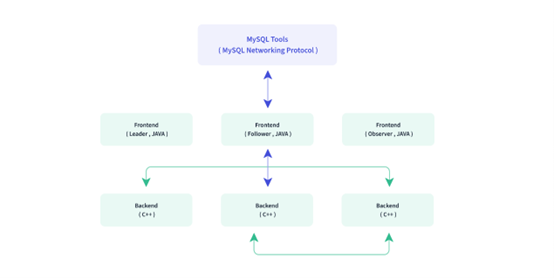 MySQL Tools
( MySQL Networking Protocol )
Frontend
( Leader , JAVA )
Frontend
( Follower , JAVA )
Frontend
( Observer , JAVA )
Backend
( C++ )
Backend
( C++ )
Backend
( C++ )